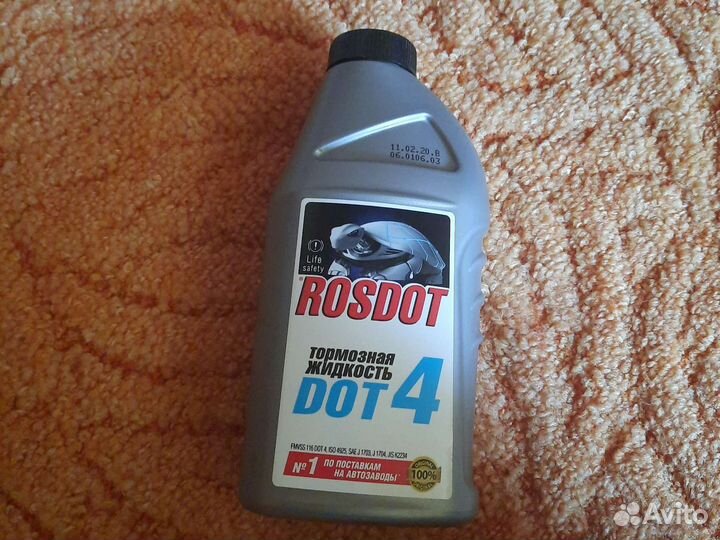 11.02.20.В
06.0106.03
Life
safety
®ROSDOT
ТОРМОЗНАЯ
ЖИДКОСТЬ
DOT 4
FMVSS 116 DOT 4, ISO 4925, SAE J 1703, J 1704, JIS K2234
№1 ПО ПОСТАВКАМ
НА АВТОЗАВОДЫ*
100%
Avito